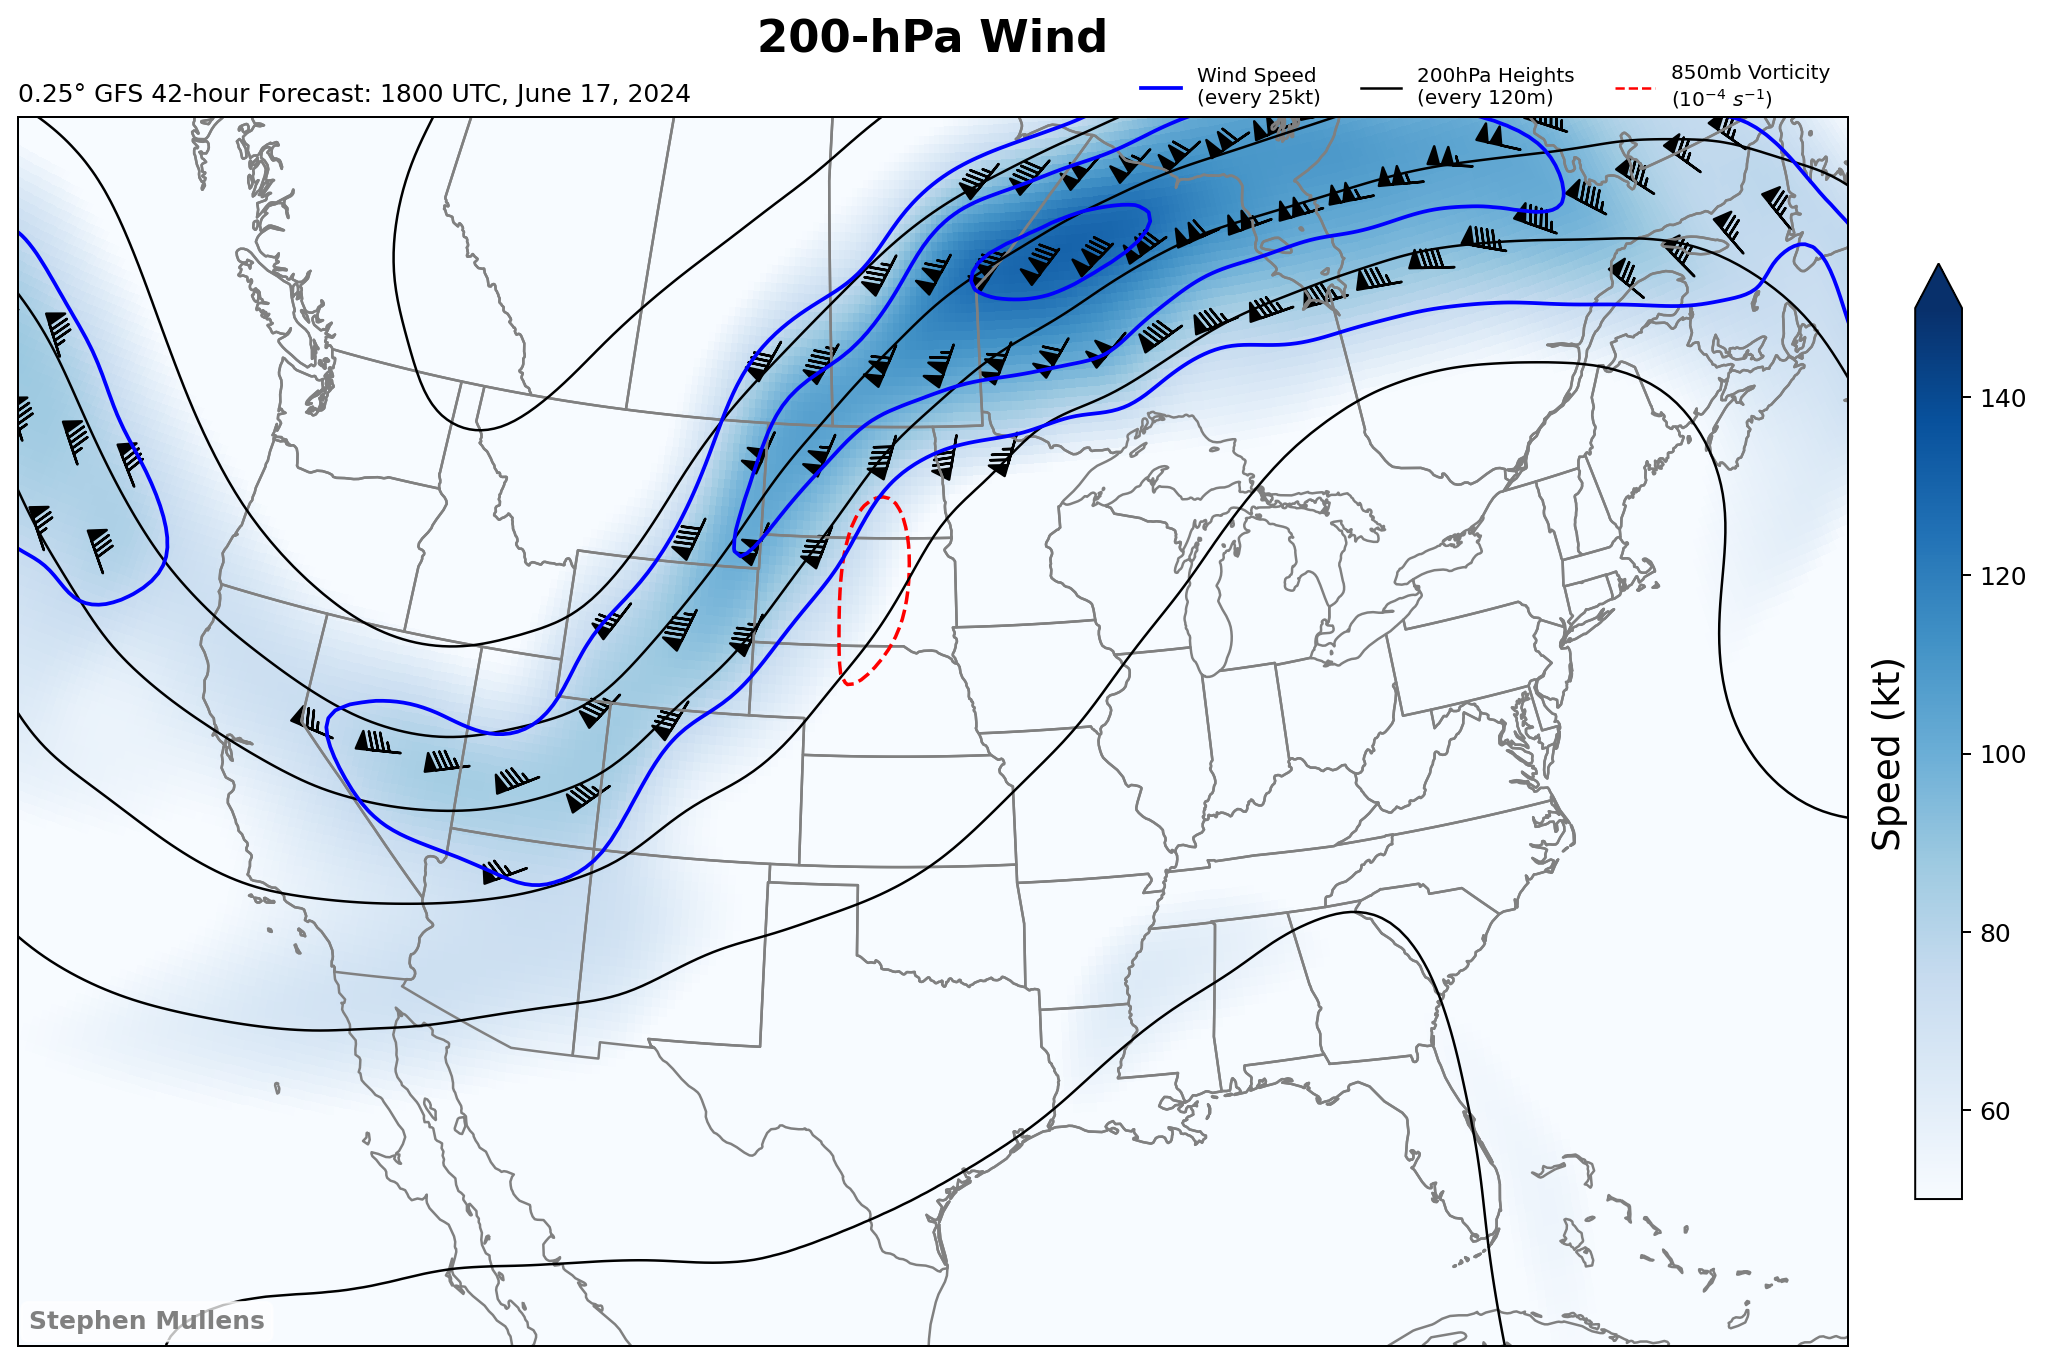 200-hPa Wind
0.25° GFS 42-hour Forecast: 1800 UTC, June 17, 2024
Wind Speed
(every 25kt)
200hPa Heights
(every 120m)
850mb Vorticity
(10⁻⁴ s⁻¹)
140
120
100
80
60
Speed (kt)
Stephen Mullens